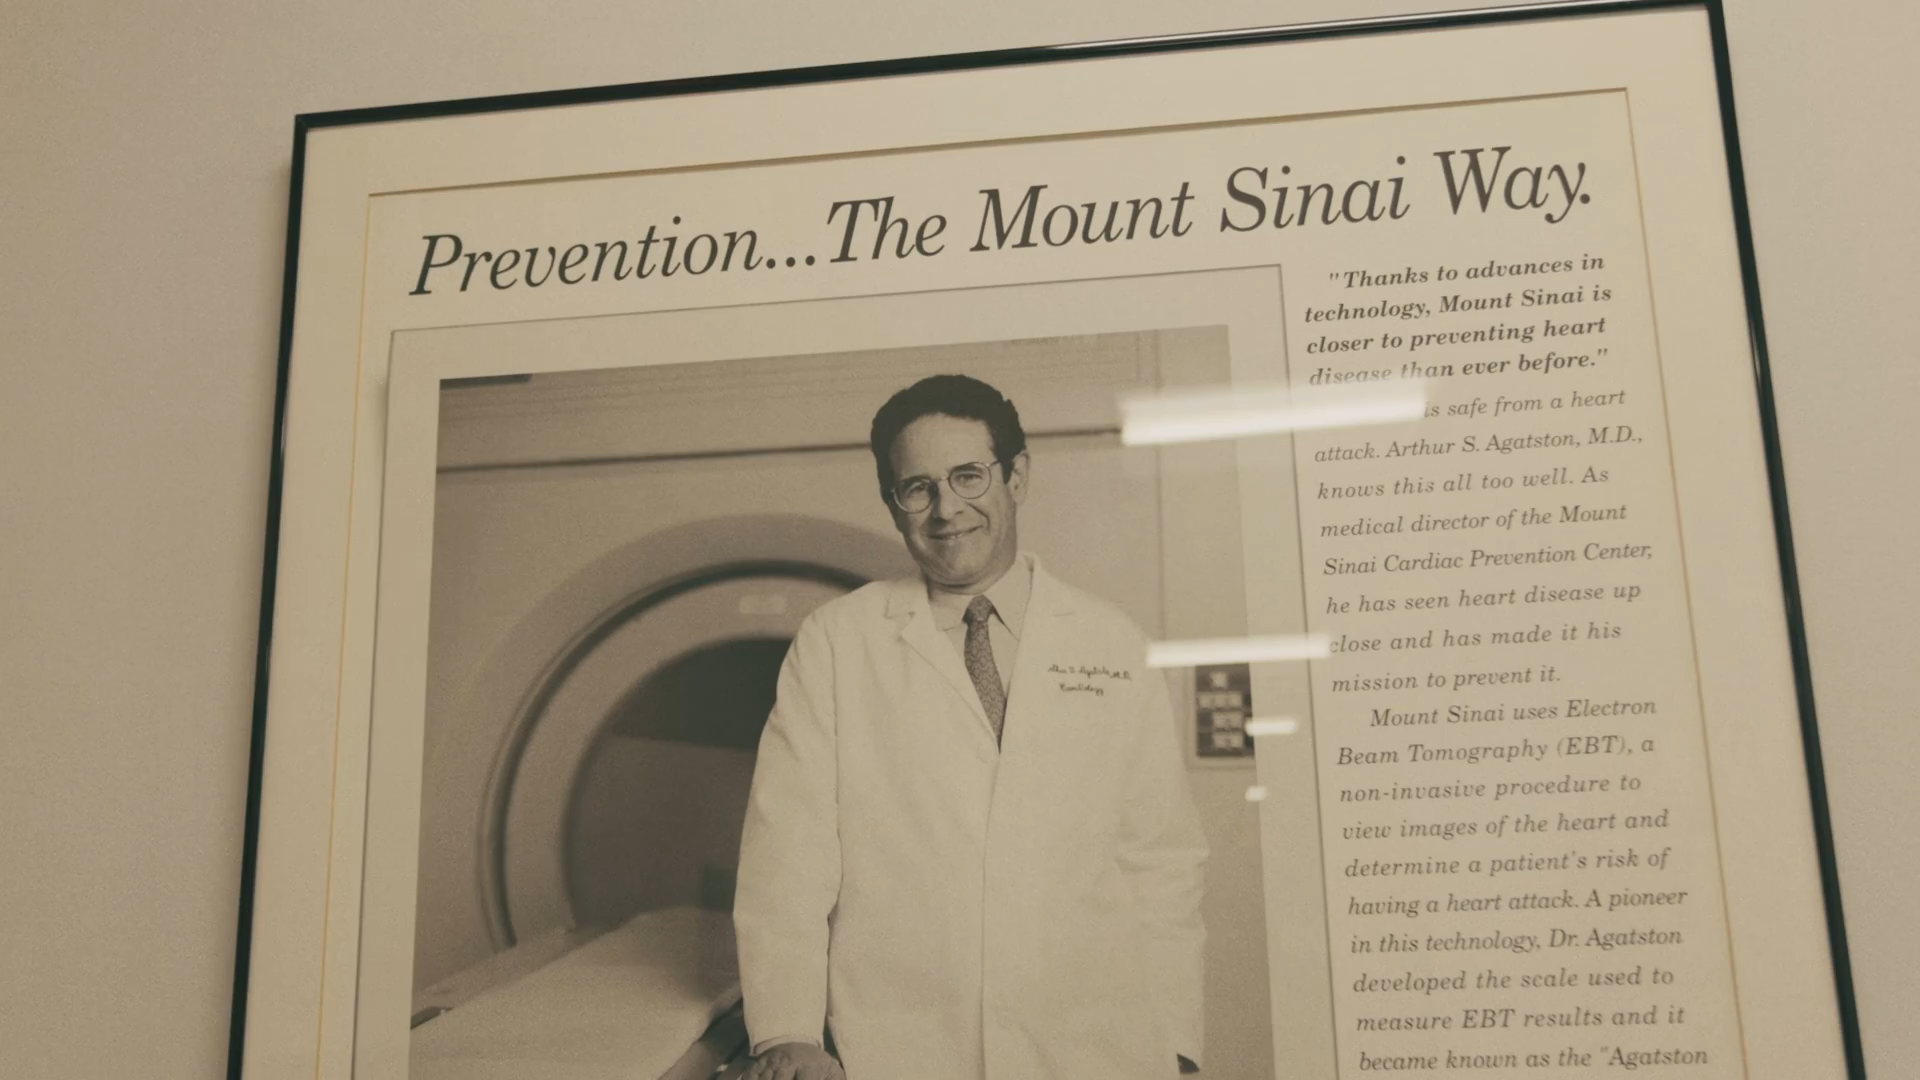 Prevention...The Mount Sinai Way.
"Thanks to advances in
technology, Mount Sinai is
closer to preventing heart
disease than ever before."
is safe from a heart
attack. Arthur S. Agatston, M.D.,
knows this all too well. As
medical director of the Mount
Sinai Cardiac Prevention Center,
he has seen heart disease up
close and has made it his
mission to prevent it.
Mount Sinai uses Electron
Beam Tomography (EBT), a
non-invasive procedure to
view images of the heart and
determine a patient's risk of
having a heart attack. A pioneer
in this technology, Dr. Agatston
developed the scale used to
measure EBT results and it
became known as the "Agatston